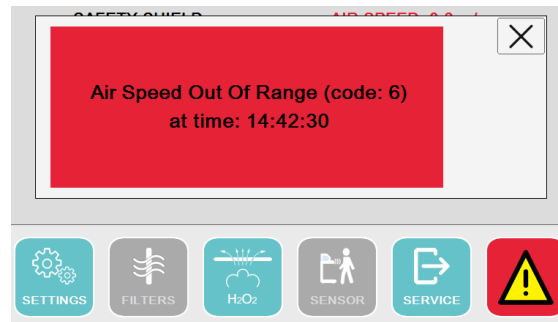 Air Speed Out Of Range (code: 6)
at time: 14:42:30
SETTINGS
FILTERS
H₂O₂
SENSOR
SERVICE